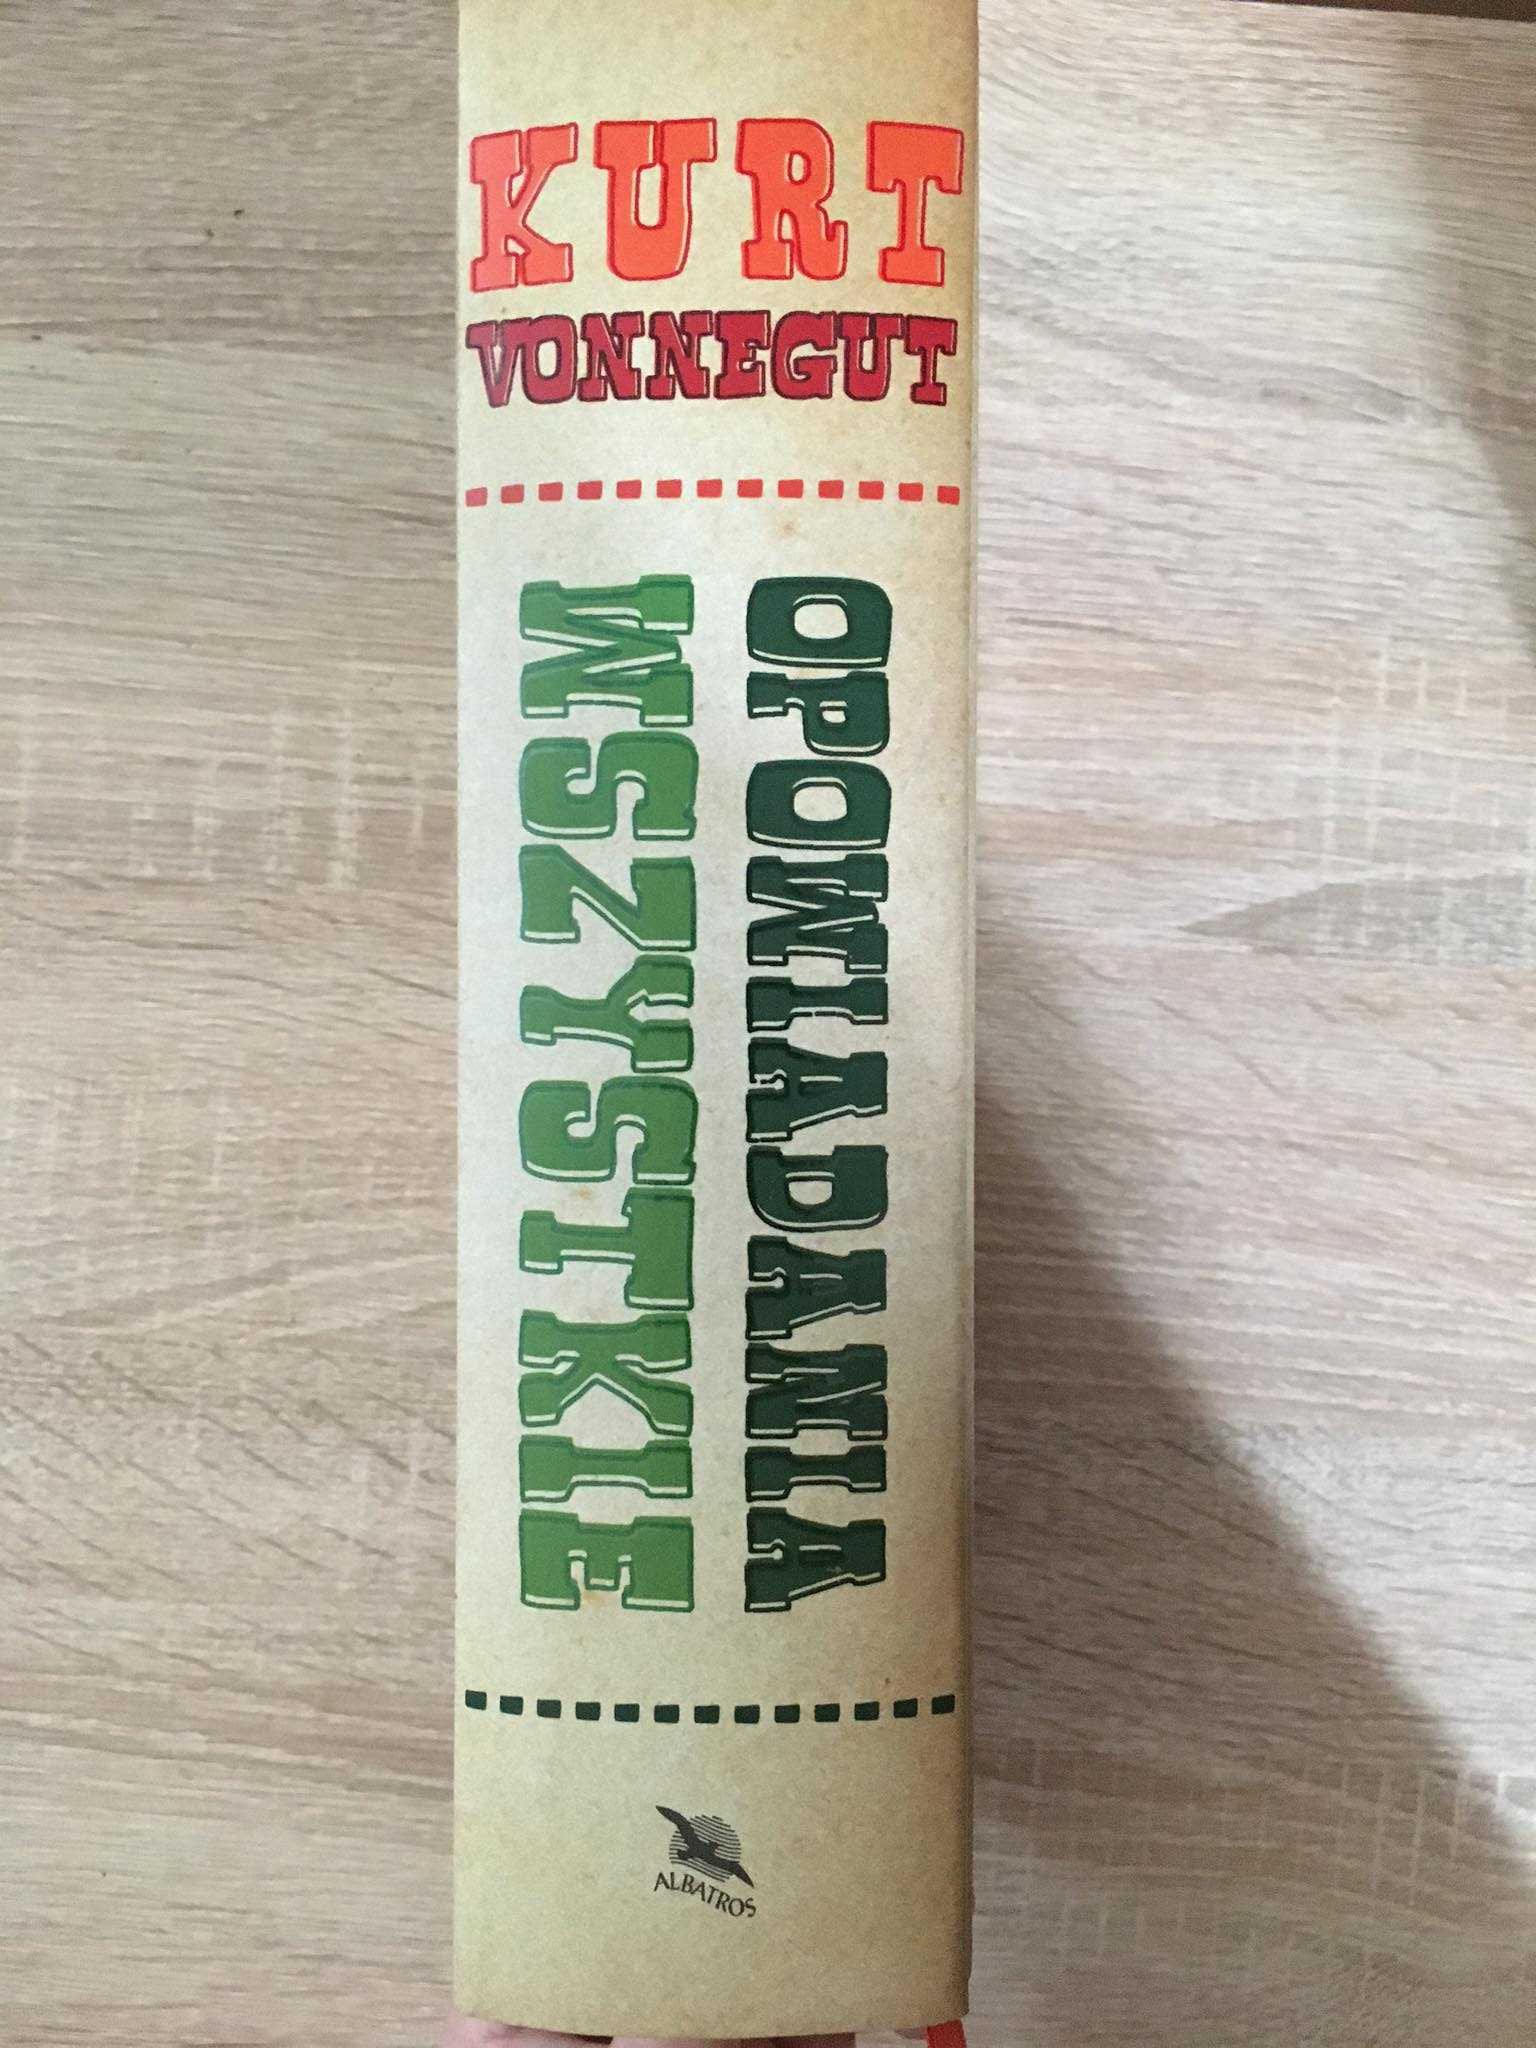 KURT
VONNEGUT
OPOWIADANIA
WSZYSTKIE
ALBATROS